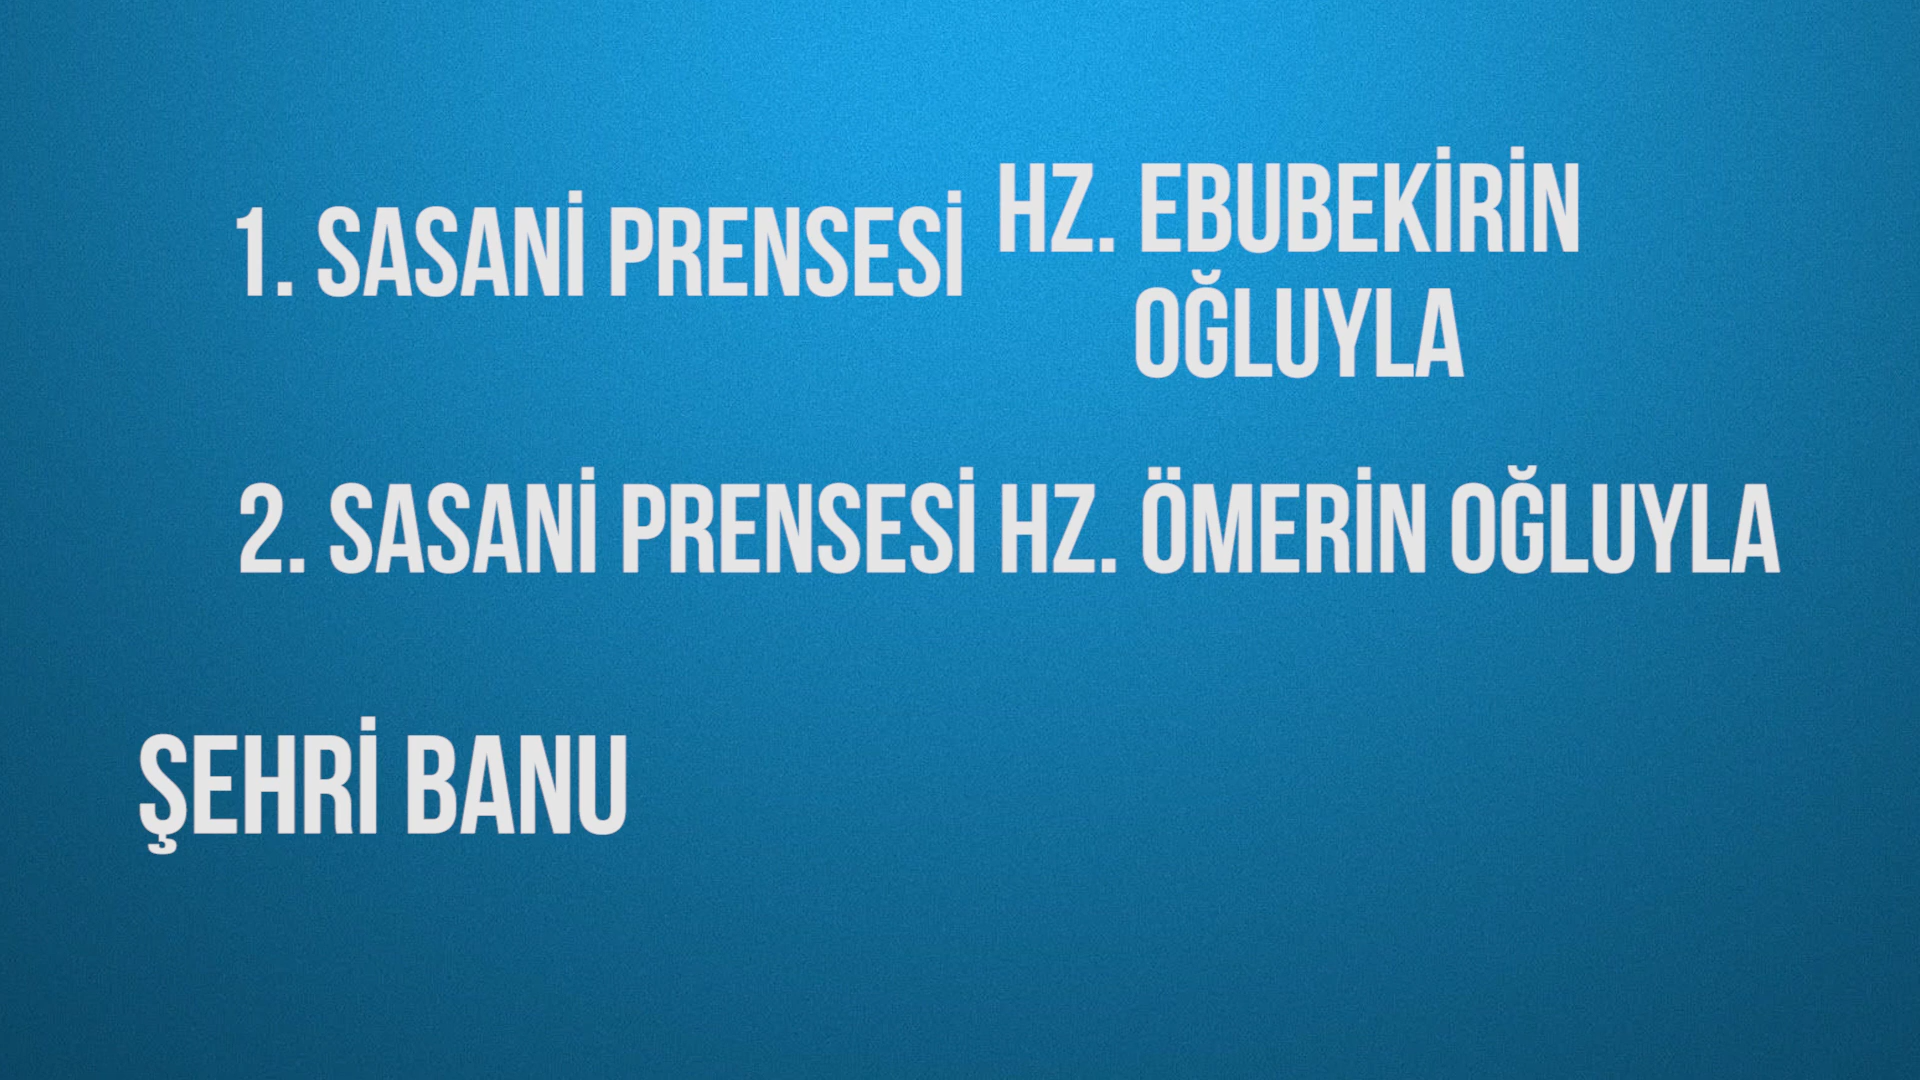 1. SASANİ PRENSESİ HZ. EBUBEKİRİN
OĞLUYLA
2. SASANİ PRENSESİ HZ. ÖMERİN OĞLUYLA
ŞEHRİ BANU